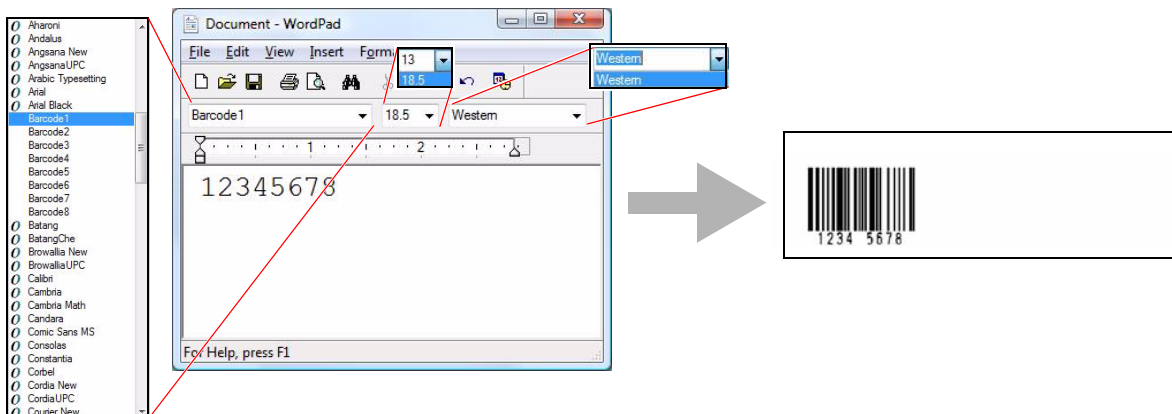 Aharoni
Andalus
Angsana New
AngsanaUPC
Arabic Typesetting
Arial
Arial Black
Barcode1
Barcode2
Barcode3
Barcode4
Barcode5
Barcode6
Barcode7
Barcode8
Batang
BatangChe
Browallia New
BrowalliaUPC
Calibri
Cambria
Cambria Math
Candara
Comic Sans MS
Consolas
Constantia
Corbel
Cordia New
CordiaUPC
Courier New
Document - WordPad
File Edit View Insert Form
13
18.5
Western
Western
Barcode1 18.5 Western
1 2
12345678
For Help, press F1
1234 5678